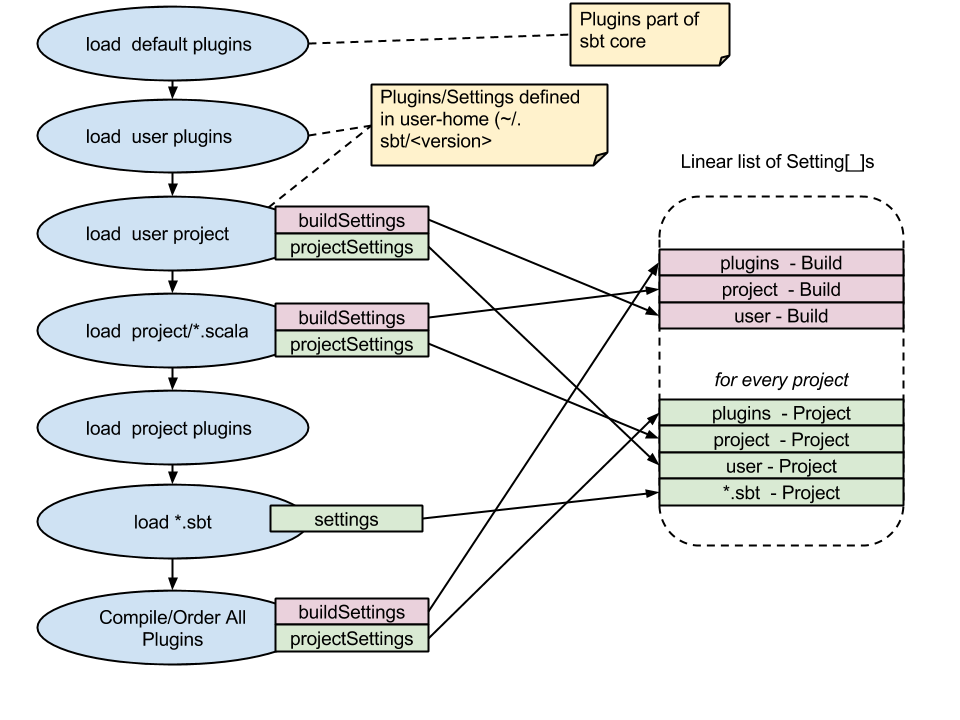 load default plugins
Plugins part of
sbt core
load user plugins
Plugins/Settings defined
in user-home (~/.
sbt/<version>
Linear list of Setting[_]s
load user project
buildSettings
projectSettings
plugins - Build
project - Build
user - Build
load project/*.scala
buildSettings
projectSettings
for every project
plugins - Project
project - Project
user - Project
*.sbt - Project
load project plugins
load *.sbt
settings
Compile/Order All
Plugins
buildSettings
projectSettings